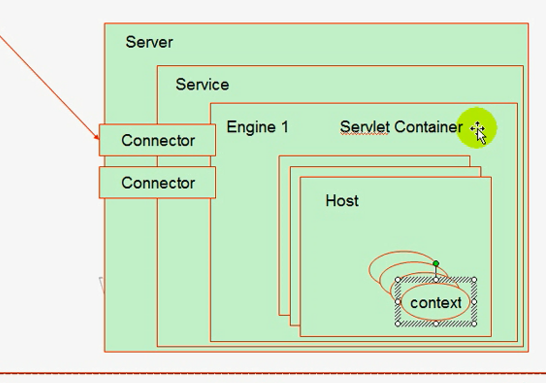 Server
Service
Engine 1 Servlet Container
Connector
Connector
Host
context